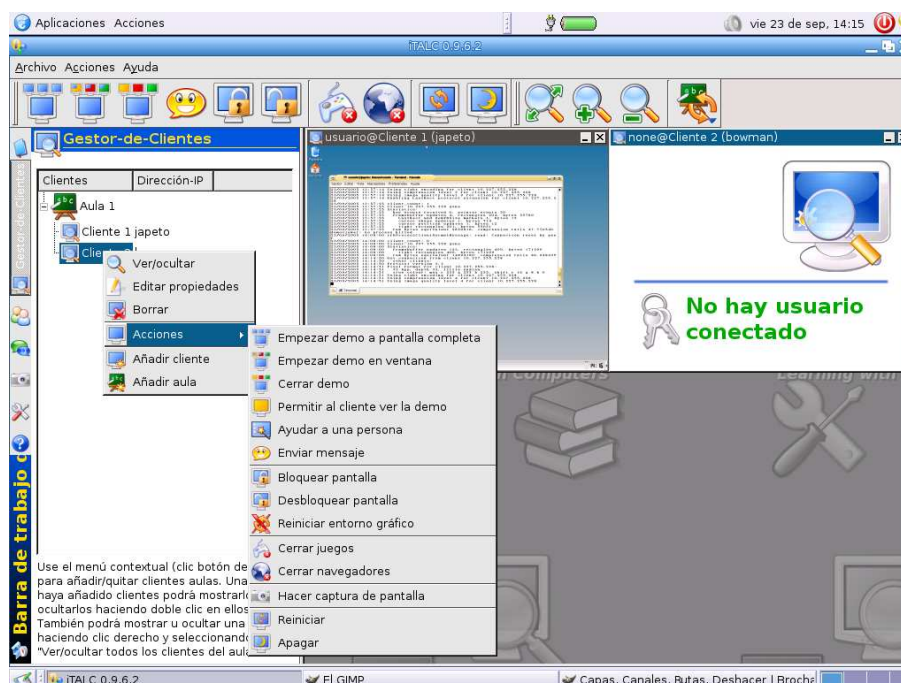 Aplicaciones Acciones
vie 23 de sep, 14:15
iTALC 0.9.6.2
Archivo Acciones Ayuda
Gestor-de-Clientes
Gestor-de-Clientes
Clientes Dirección-IP
Aula 1
Cliente 1 japeto
usuario@Cliente 1 (japeto)
none@Cliente 2 (bowman)
No hay usuario
conectado
Ver/ocultar
Editar propiedades
Borrar
Acciones
Añadir cliente
Añadir aula
Empezar demo a pantalla completa
Empezar demo en ventana
Cerrar demo
Permitir al cliente ver la demo
Ayudar a una persona
Enviar mensaje
Bloquear pantalla
Desbloquear pantalla
Reiniciar entorno gráfico
Cerrar juegos
Cerrar navegadores
Hacer captura de pantalla
Reiniciar
Apagar
Computers
Learning with
Barra de trabajo
Use el menú contextual (clic botón de
para añadir/quitar clientes aulas. Una
haya añadido clientes podrá
ocultarlos haciendo doble clic en ellos
También podrá mostrar u ocultar una
haciendo clic derecho y
"Ver/ocultar todos los clientes del
iTALC 0.9.6.2
El GIMP
Capas, Canales, Rutas, Deshacer |